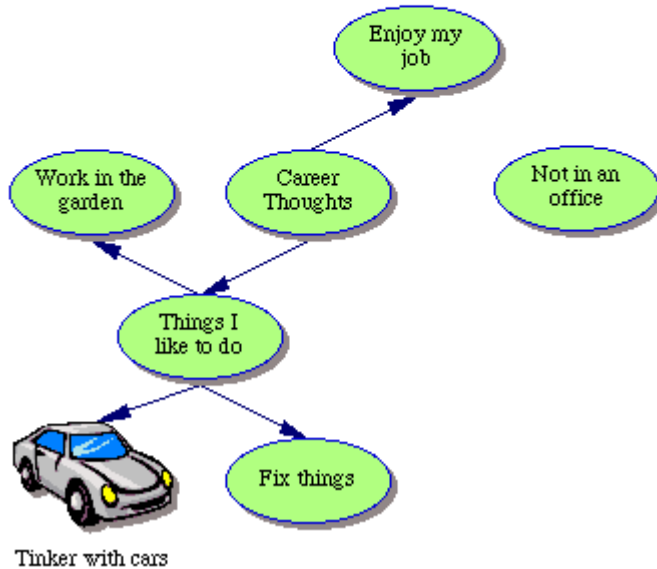 Enjoy my
job
Work in the
garden
Career
Thoughts
Not in an
office
Things I
like to do
Fix things
Tinker with cars